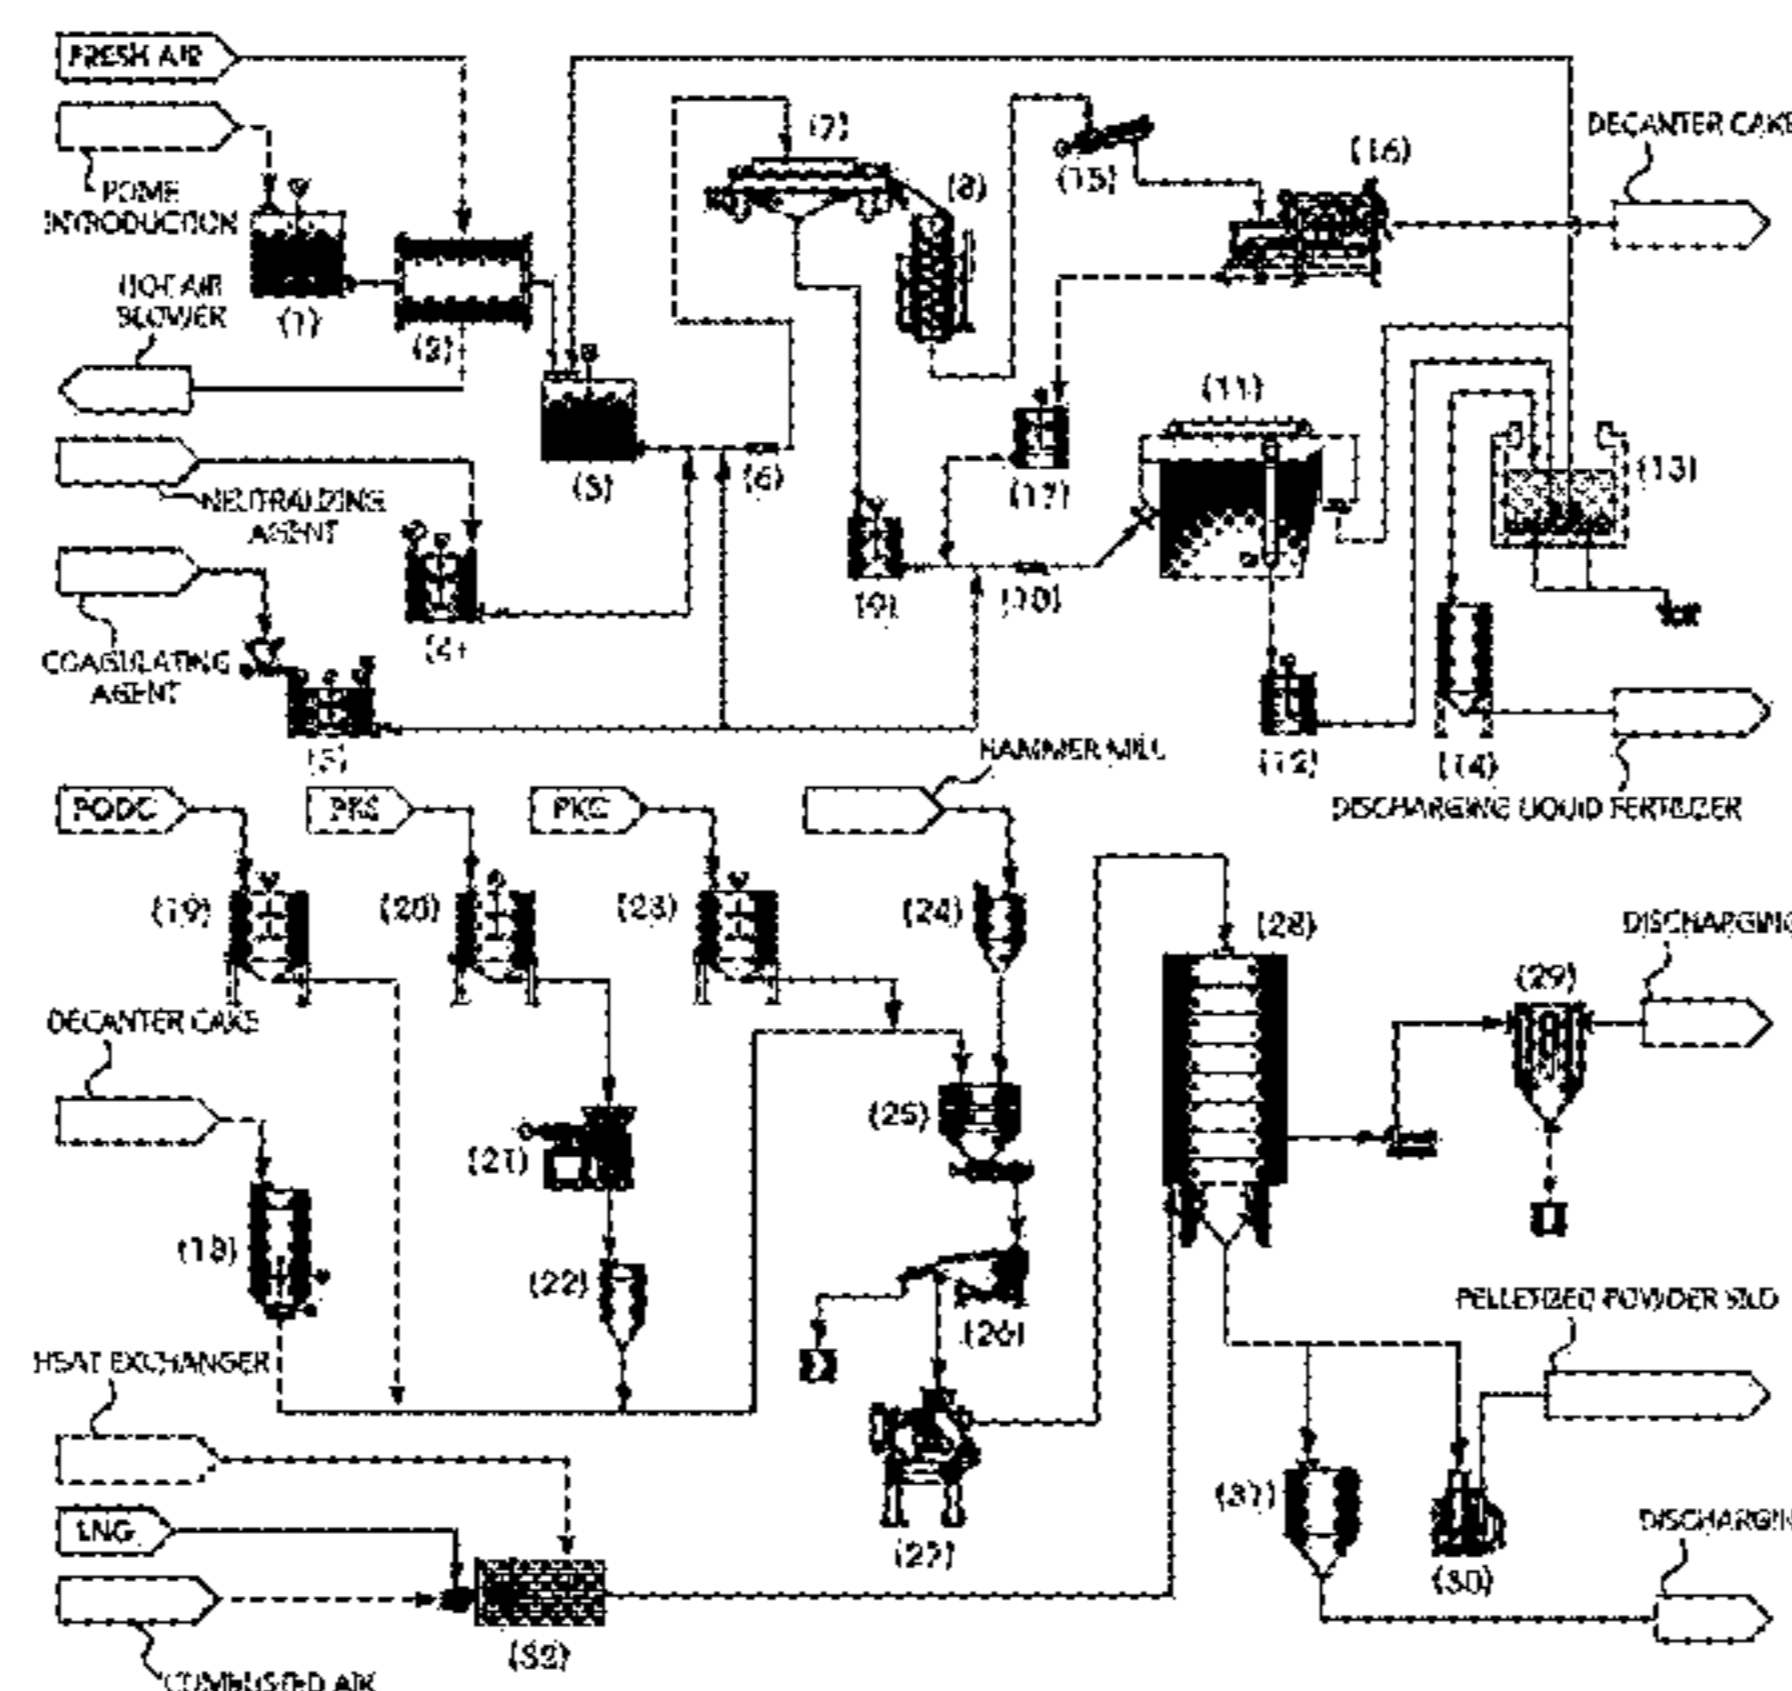 FRESH AIR
POME
INTRODUCTION
(1)
HOT AIR
BLOWER
(2)
(3)
NEUTRALIZING
AGENT
(4)
COAGULATING
AGENT
(5)
(6)
(7)
(8)
(9)
(10)
(11)
(12)
(13)
(14)
(15)
(16)
(17)
DECANTER CAKE
DISCHARGING LIQUID FERTILIZER
HAMMER MILL
PODC
PKS
PKC
(19)
(20)
(23)
(24)
(28)
DISCHARGING
(29)
DECANTER CAKE
(21)
(25)
(18)
(22)
(26)
PELLETIZED POWDER SILO
HEAT EXCHANGER
(27)
(31)
(30)
DISCHARGIN
LNG
(32)
COMBUSTED AIR